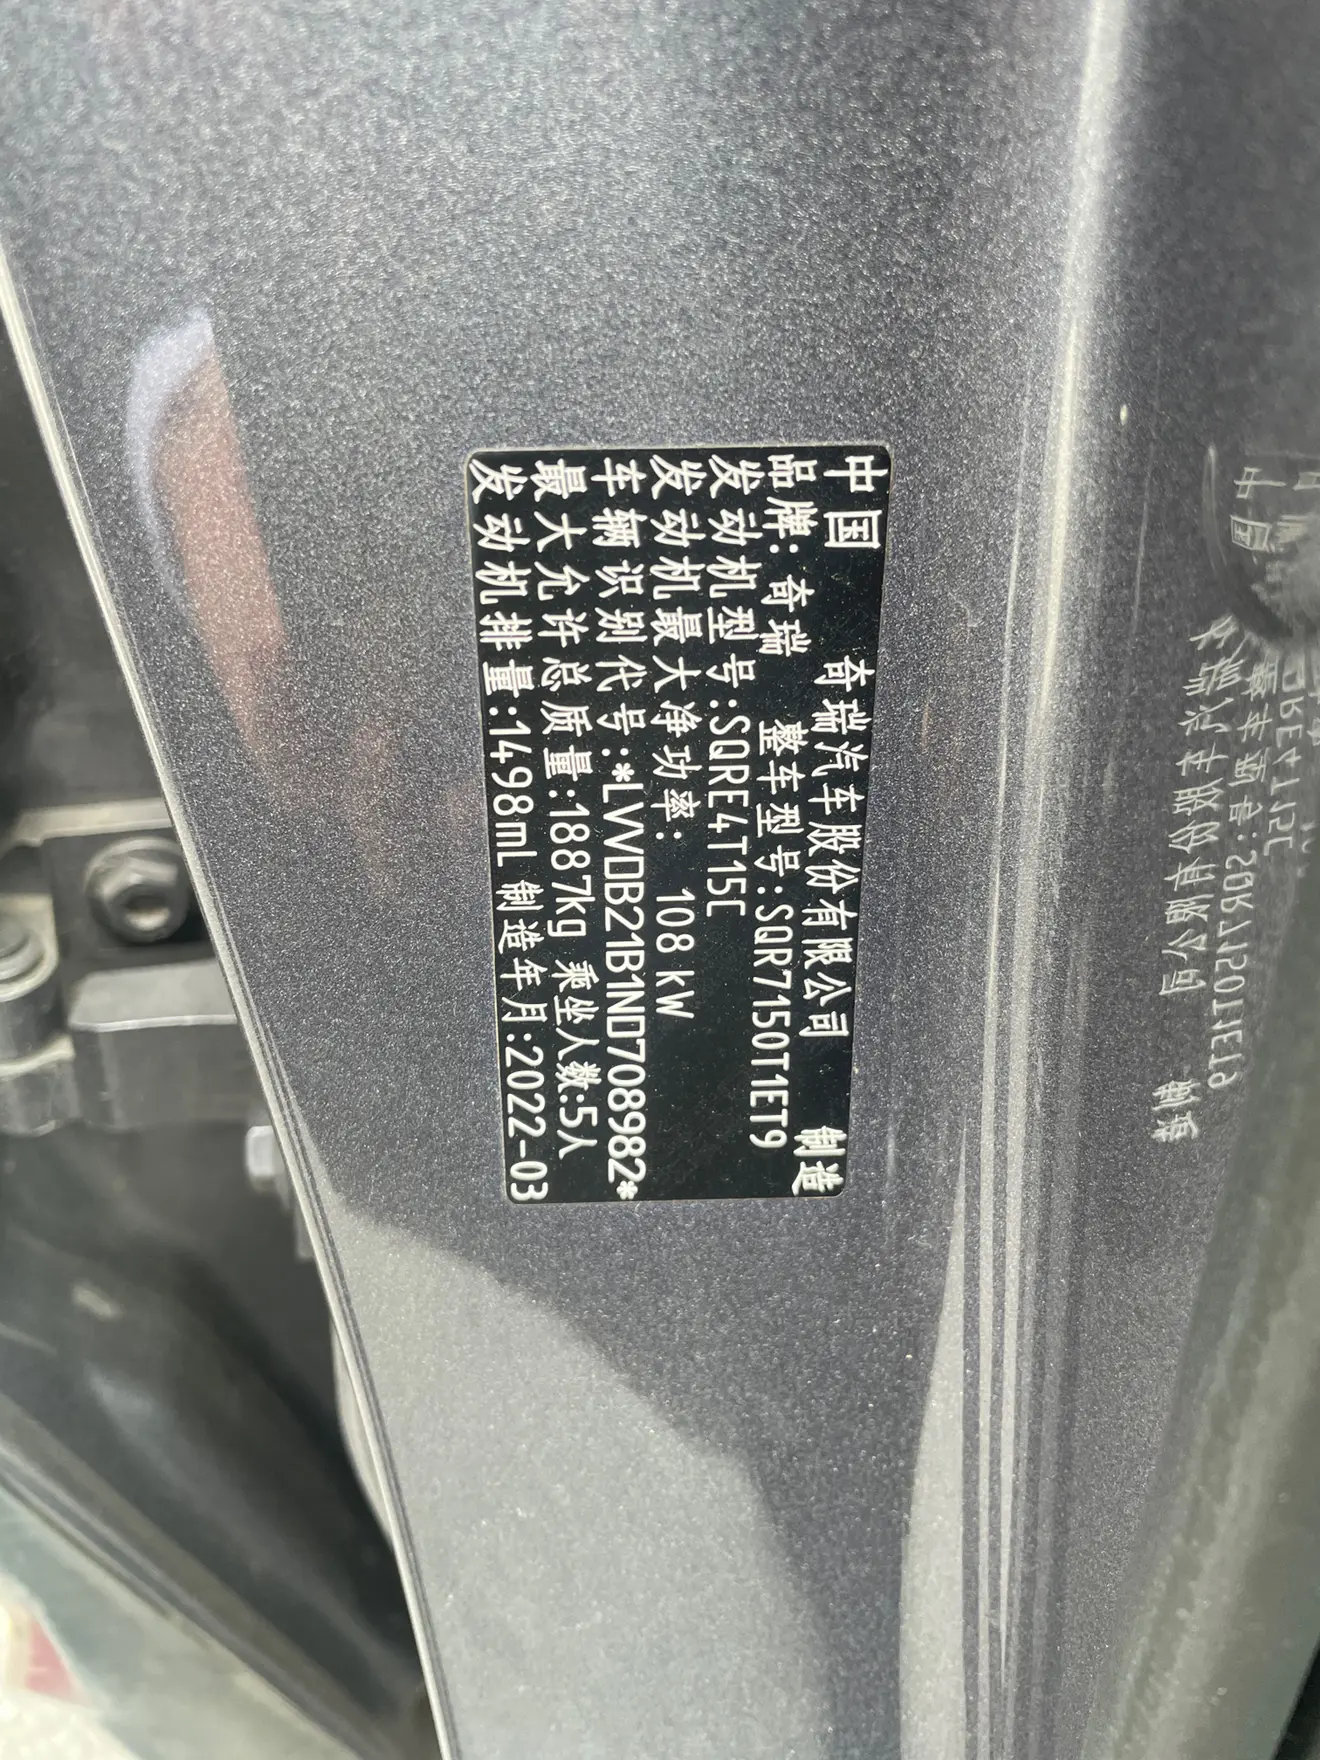 中国 奇瑞汽车股份有限公司 制造
品牌: 奇瑞 整车型号:SQR7150T1ET9
发动机型号:SQRE4T15C
发动机最大净功率: 108 kW
车辆识别代号:*LVVDB21B1ND708982*
最大允许总质量:1887kg 乘坐人数:5人
发动机排量:1498mL 制造年月:2022-03